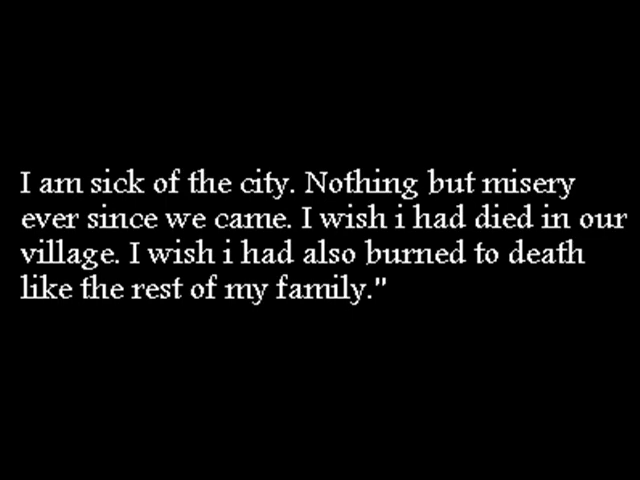 I am sick of the city. Nothing but misery
ever since we came. I wish i had died in our
village. I wish i had also burned to death
like the rest of my family."